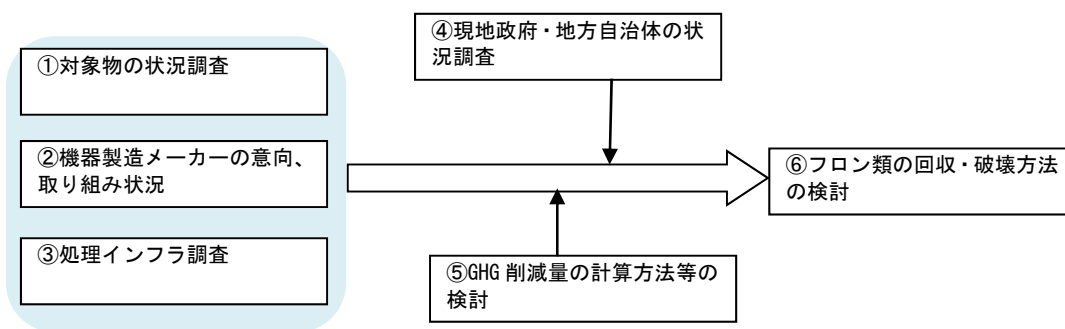 ①対象物の状況調査
②機器製造メーカーの意向、
取り組み状況
③処理インフラ調査
④現地政府・地方自治体の状
況調査
⑤GHG 削減量の計算方法等の
検討
⑥フロン類の回収・破壊方法
の検討